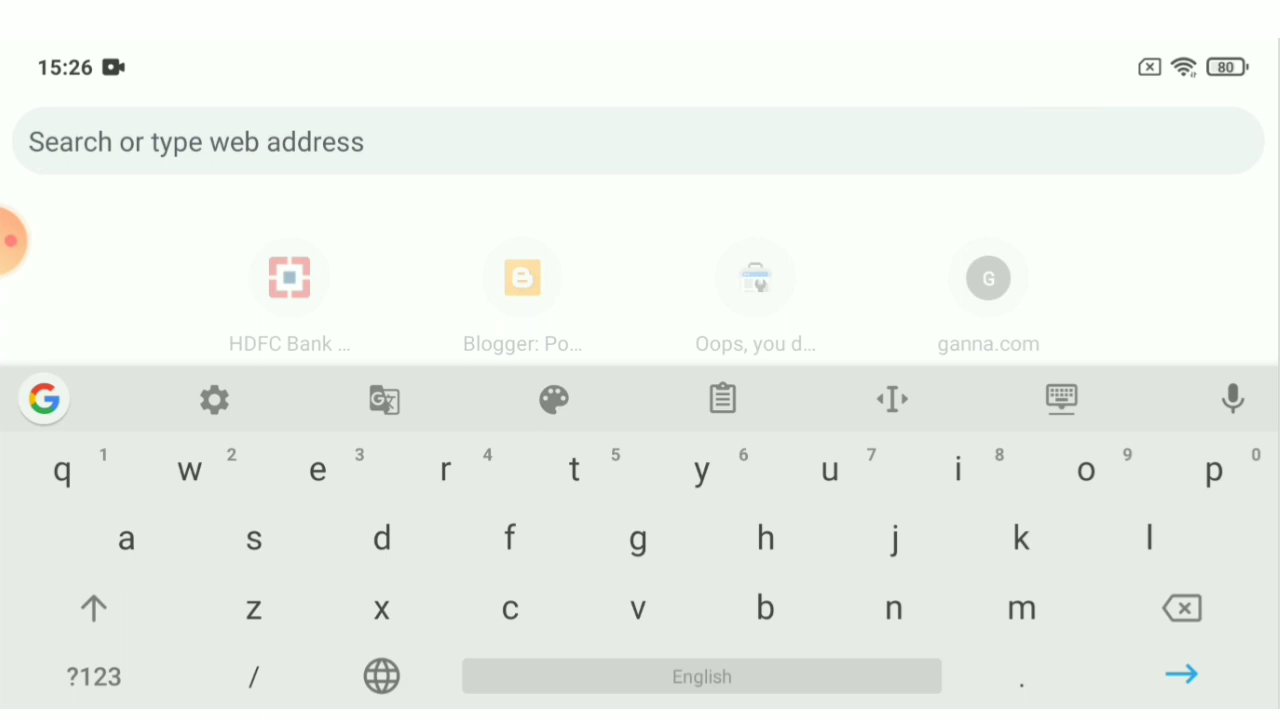 15:26 80
Search or type web address
G
HDFC Bank ... Blogger: Po... Oops, you d... ganna.com
G G
1 2 3 4 5 6 7 8 9 0
q w e r t y u i o p
a s d f g h j k l
z x c v b n m
?123 / English .